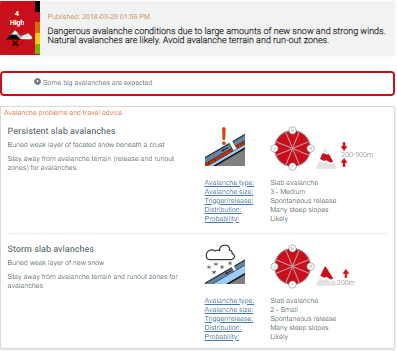 4
High
Published: 2018-03-29 01:55 PM
Dangerous avalanche conditions due to large amounts of new snow and strong winds.
Natural avalanches are likely. Avoid avalanche terrain and run-out zones.
Some big avalanches are expected
Avalanche problems and travel advice
Persistent slab avalanches
Buried weak layer of faceted snow beneath a crust
Stay away from avalanche terrain (release and runout
zones) for avalanches.
200-900m
Avalanche type: Slab avalanche
Avalanche size: 3 - Medium
Trigger/release: Spontaneous release
Distribution: Many steep slopes
Probability: Likely
Storm slab avlanches
Buried weak layer of new snow
Stay away from avalanche terrain and runout zones for
avalanches
200m
Avalanche type: Slab avalanche
Avalanche size: 2 - Small
Trigger/release: Spontaneous release
Distribution: Many steep slopes
Probability: Likely